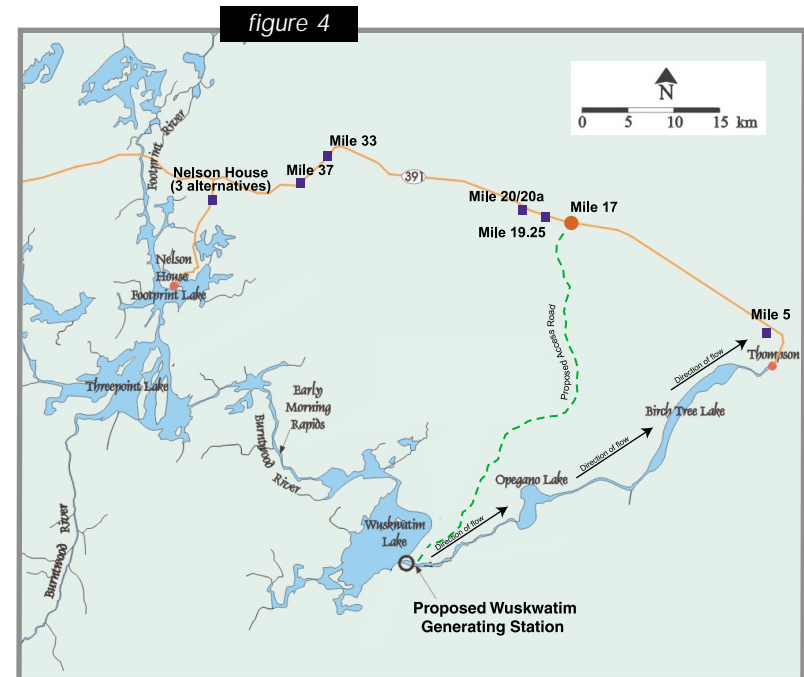 figure 4
N
0 5 10 15 km
Footprint River
Mile 33
Nelson House
(3 alternatives)
Mile 37
391
Mile 20/20a
Mile 17
Mile 19.25
Nelson
House
Footprint Lake
Mile 5
Proposed Access Road
Thompson
Direction of flow
Threepoint Lake
Early
Morning
Rapids
Birch Tree Lake
Burntwood River
Direction of flow
Opegano Lake
Wuskwatim
Lake
Direction of flow
Burntwood River
Proposed Wuskwatim
Generating Station